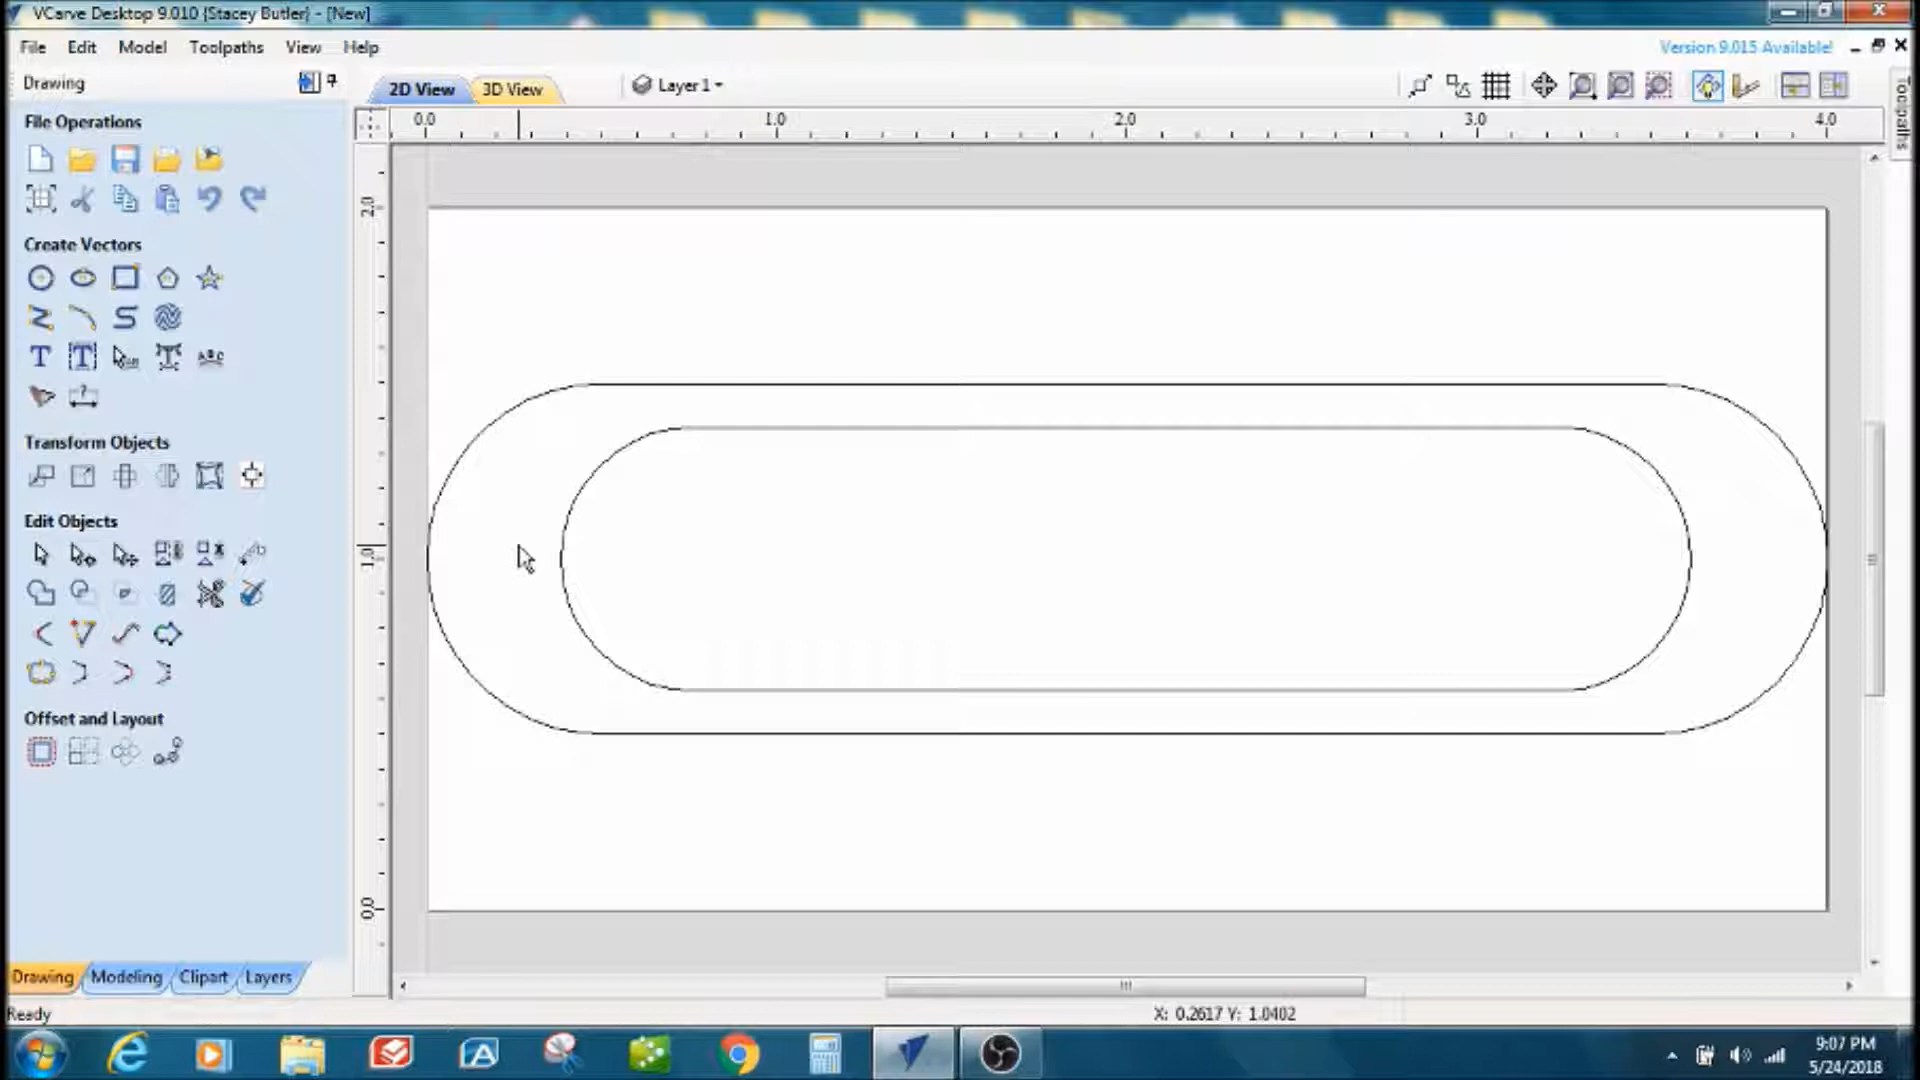 VCarve Desktop 9.010 {Stacey Butler} - [New]
File Edit Model Toolpaths View Help
Version 9.015 Available!
Drawing
2D View
3D View
Layer 1
Toolpaths
0.0 1.0 2.0 3.0 4.0
File Operations
2.0
Create Vectors
Transform Objects
Edit Objects
1.0
Offset and Layout
0.0
Drawing Modeling Clipart Layers
Ready
X: 0.2617 Y: 1.0402
9:07 PM
5/24/2018